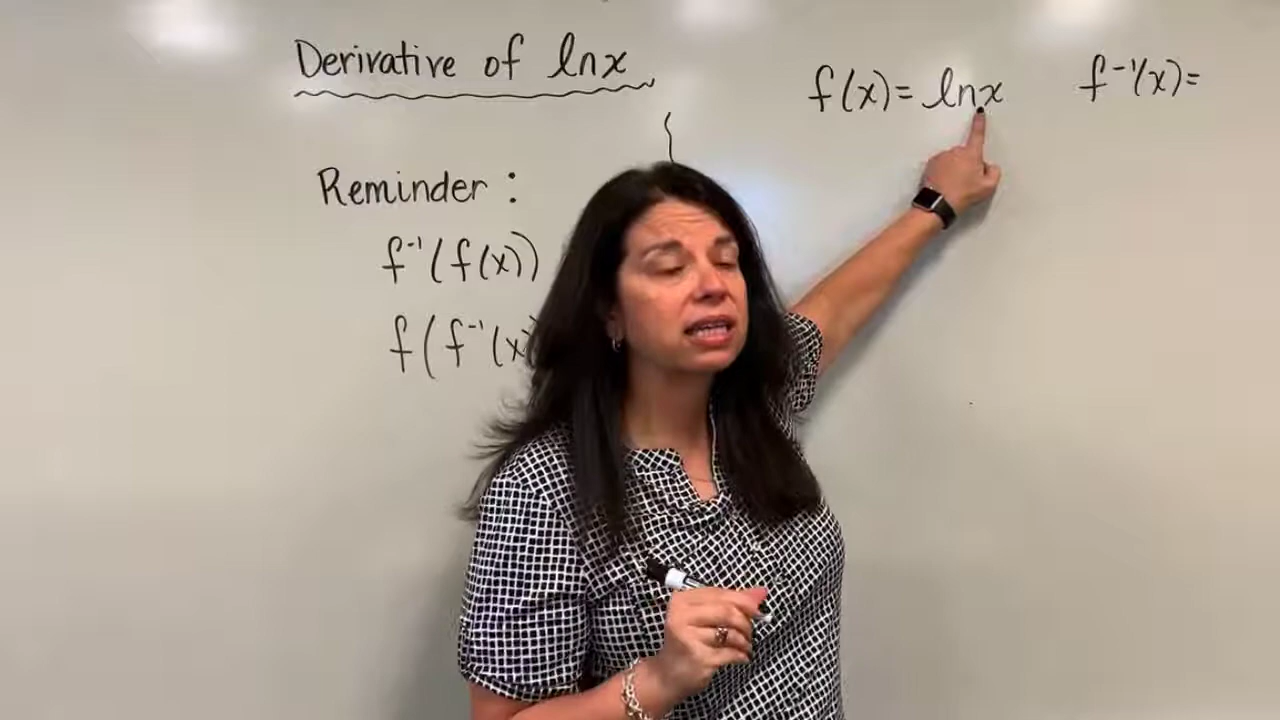 Derivative of lnx
f(x)= lnx
f⁻¹(x)=
Reminder :
f⁻¹(f(x))
f(f⁻¹(x)